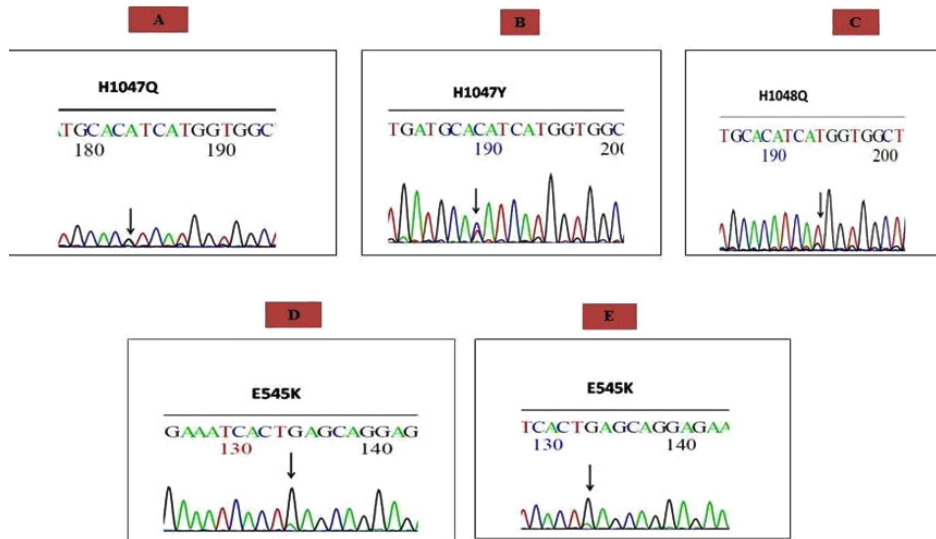 A
B
C
H1047Q
ATGCACATCATGGTGGC
180 190
H1047Y
TGATGCACATCATGGTGGC
190 200
H1048Q
TGCACATCATGGTGGCT
190 200
D
E
E545K
GAAATCACTGAGCAGGAG
130 140
E545K
TCACTGAGCAGGAGAA
130 140